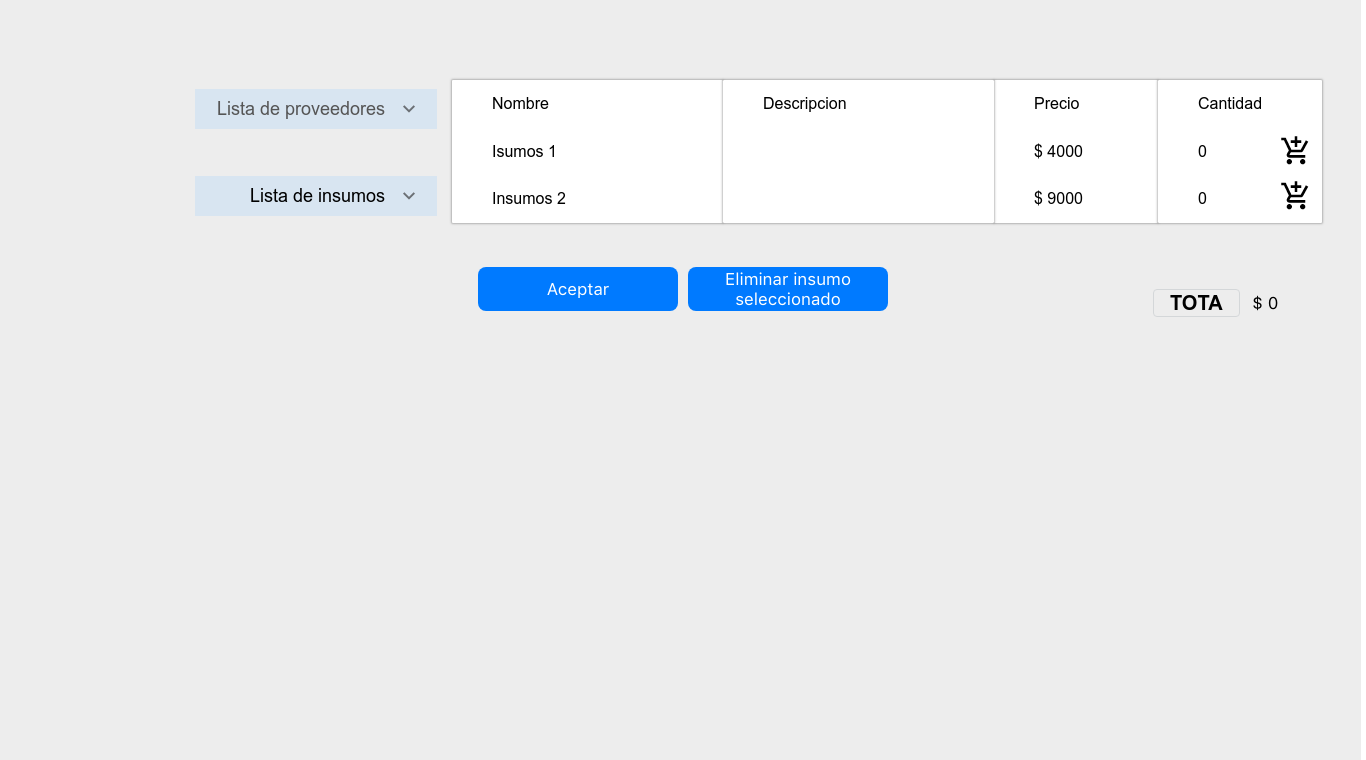 Lista de proveedores
Lista de insumos
Nombre Descripcion Precio Cantidad
Isumos 1 $ 4000 0
Insumos 2 $ 9000 0
Aceptar
Eliminar insumo
seleccionado
TOTA $ 0